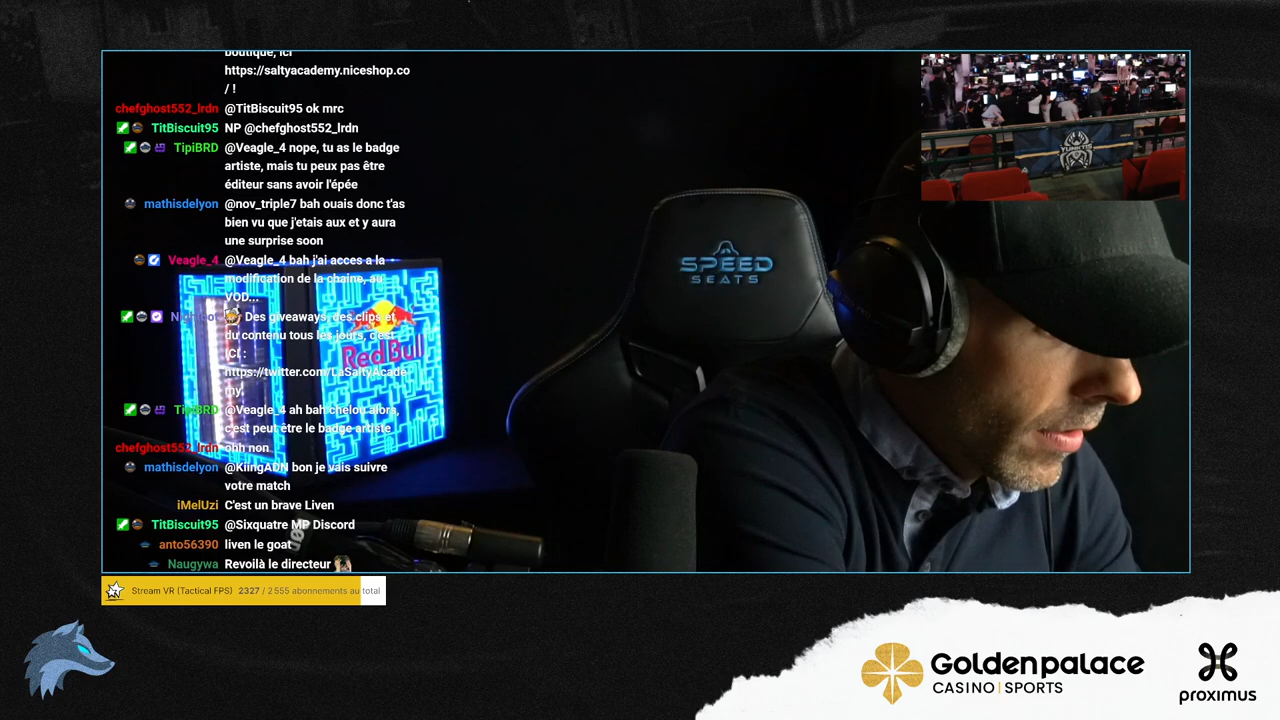 boutique, ici
https://saltyacademy.niceshop.co
/ !
chefghost552_lrdn @TitBiscuit95 ok mrc
TitBiscuit95 NP @chefghost552_lrdn
TipiBRD @Veagle_4 nope, tu as le badge
artiste, mais tu peux pas être
éditeur sans avoir l'épée
mathisdelyon @nov_triple7 bah ouais donc t'as
bien vu que j'etais aux et y aura
une surprise soon
Veagle_4 @Veagle_4 bah j'ai acces a la
modification de la chaine, au
VOD...
Des giveaways, des clips et
du contenu tous les jours, c'est
ICI :
https://twitter.com/LaSaltyAcade
my.
TipiBRD @Veagle_4 ah bah chelou alors,
c'est peut être le badge artiste
chefghost552_lrdn ohh non
mathisdelyon @KiingADN bon je vais suivre
votre match
iMelUzi C'est un brave Liven
TitBiscuit95 @Sixquatre MP Discord
anto56390 liven le goat
Naugywa Revoilà le directeur
RedBull
SPEED
SEATS
YUNKTIS
Stream VR (Tactical FPS) 2327 / 2 555 abonnements au total
Goldenpalace
CASINO | SPORTS
proximus